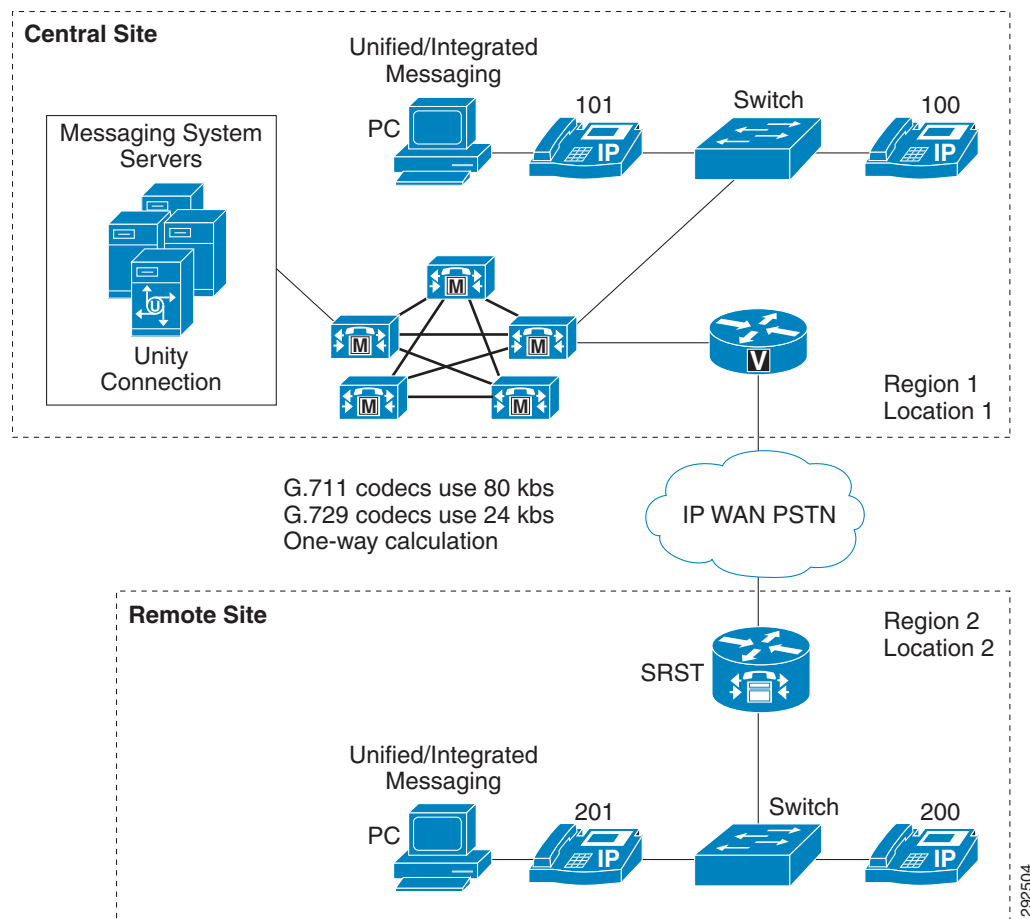 Central Site
Unified/Integrated
Messaging
PC
101
IP
Switch
100
IP
Messaging System
Servers
U
Unity
Connection
M
M
M
M
M
V
Region 1
Location 1
G.711 codecs use 80 kbs
G.729 codecs use 24 kbs
One-way calculation
IP WAN PSTN
Remote Site
Region 2
Location 2
SRST
Unified/Integrated
Messaging
PC
201
IP
Switch
200
IP
292504